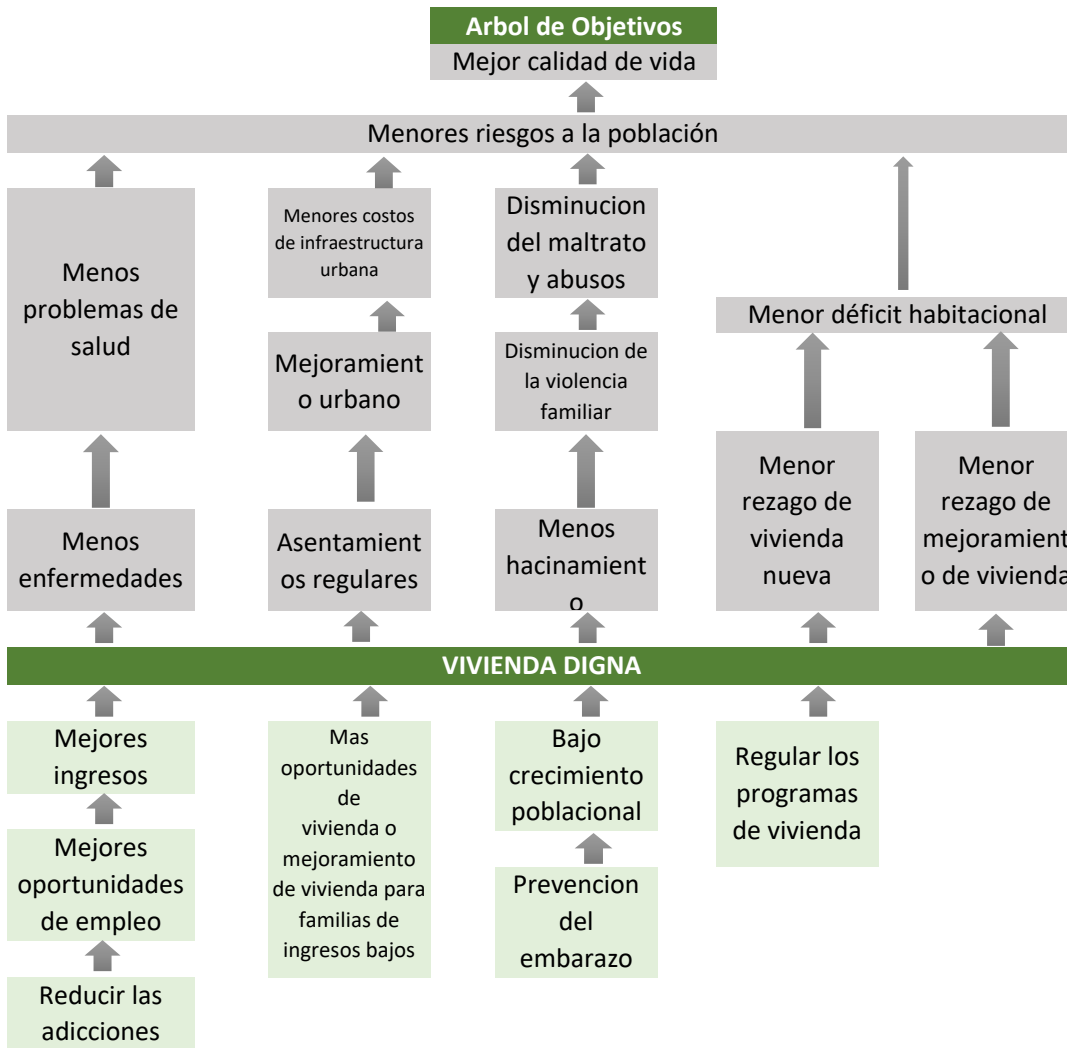 Arbol de Objetivos
Mejor calidad de vida
Menores riesgos a la población
Menos
problemas de
salud
Menores costos
de infraestructura
urbana
Disminucion
del maltrato
y abusos
Menor déficit habitacional
Mejoramient
o urbano
Disminucion de
la violencia
familiar
Menos
enfermedades
Asentamient
os regulares
Menos
hacinamient
o
Menor
rezago de
vivienda
nueva
Menor
rezago de
mejoramient
o de vivienda
VIVIENDA DIGNA
Mejores
ingresos
Mas
oportunidades
de
vivienda o
mejoramiento
de vivienda para
familias de
ingresos bajos
Bajo
crecimiento
poblacional
Regular los
programas
de vivienda
Mejores
oportunidades
de empleo
Prevencion
del
embarazo
Reducir las
adicciones